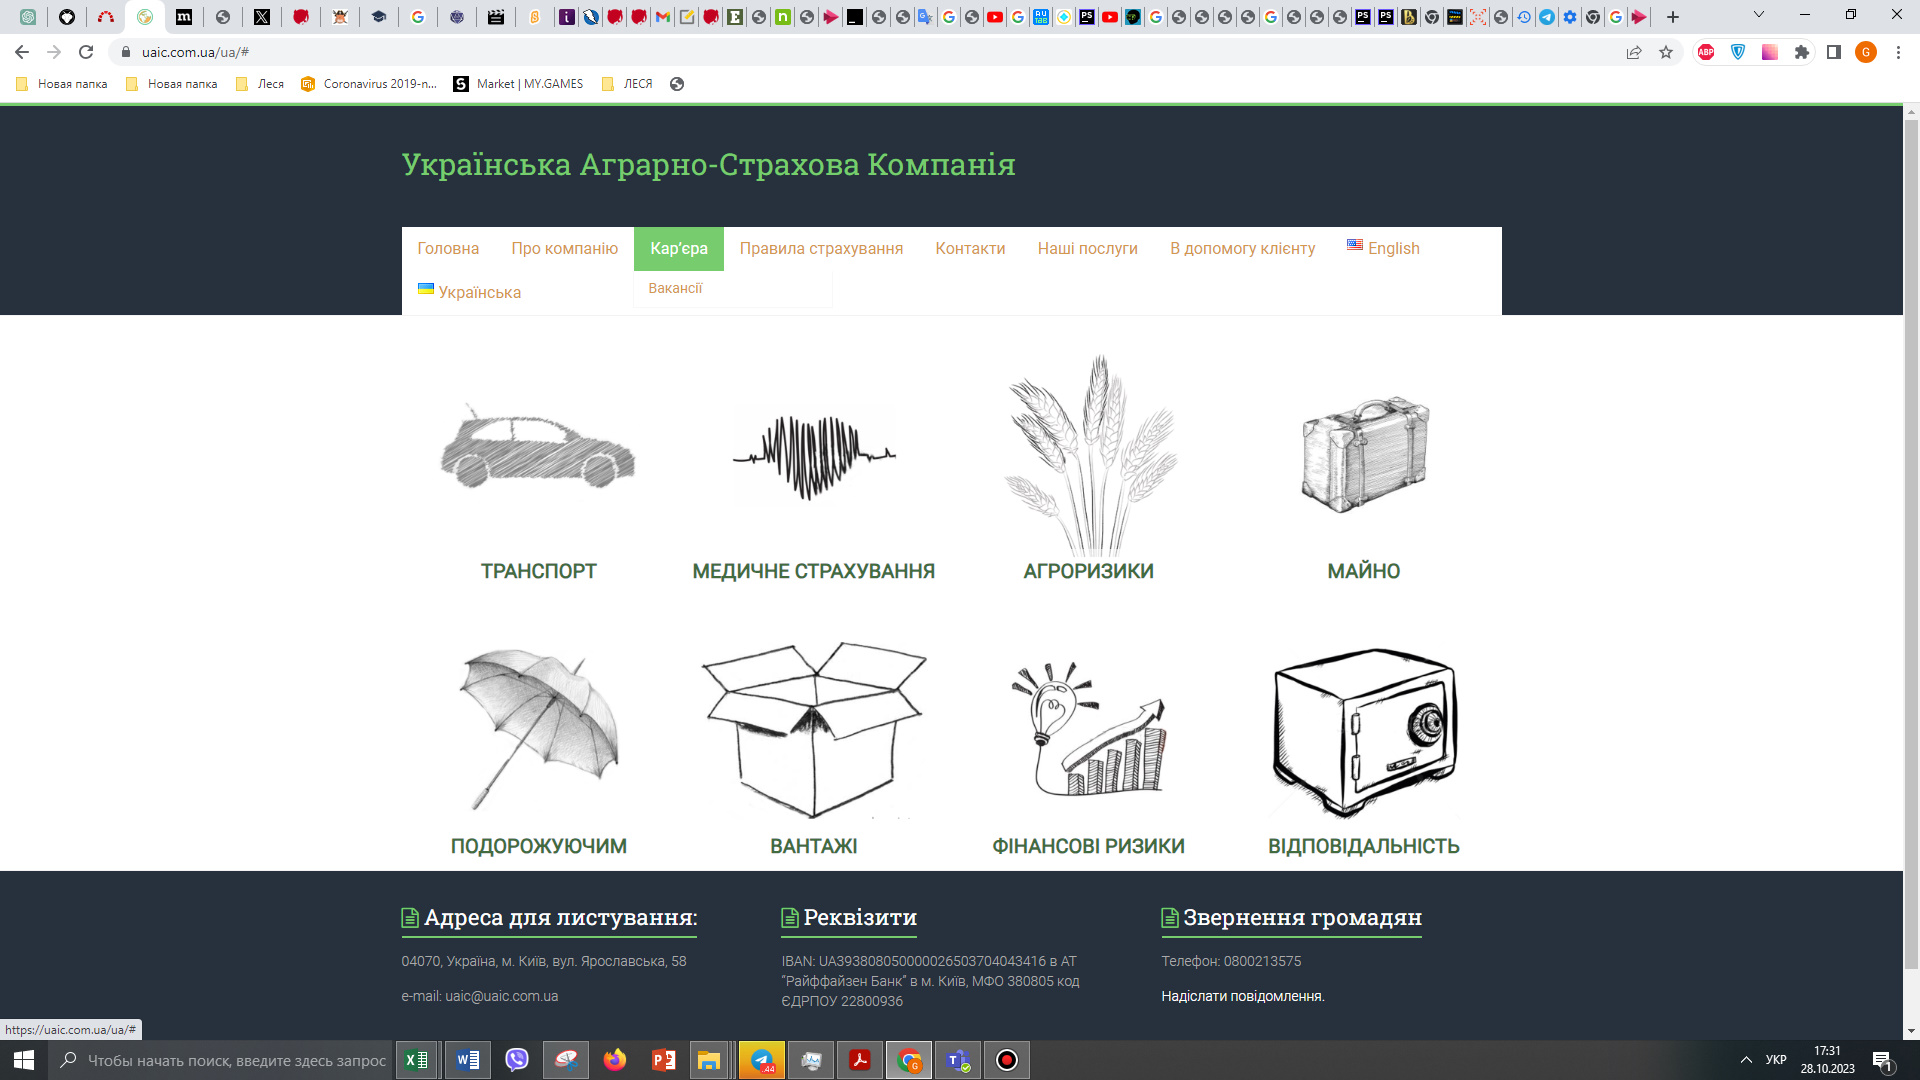 uaic.com.ua/ua/#
Новая папка
Новая папка
Леся
Coronavirus 2019-n...
Market | MY.GAMES
ЛЕСЯ
Українська Аграрно-Страхова Компанія
Головна
Про компанію
Кар’єра
Правила страхування
Контакти
Наші послуги
В допомогу клієнту
English
Українська
Вакансії
ТРАНСПОРТ
МЕДИЧНЕ СТРАХУВАННЯ
АГРОРИЗИКИ
МАЙНО
ПОДОРОЖУЮЧИМ
ВАНТАЖІ
ФІНАНСОВІ РИЗИКИ
ВІДПОВІДАЛЬНІСТЬ
Адреса для листування:
04070, Україна, м. Київ, вул. Ярославська, 58
e-mail: uaic@uaic.com.ua
Реквізити
IBAN: UA393808050000026503704043416 в АТ
“Райффайзен Банк” в м. Київ, МФО 380805 код
ЄДРПОУ 22800936
Звернення громадян
Телефон: 0800213575
Надіслати повідомлення.
https://uaic.com.ua/ua/#
Чтобы начать поиск, введите здесь запрос
УКР
17:31
28.10.2023